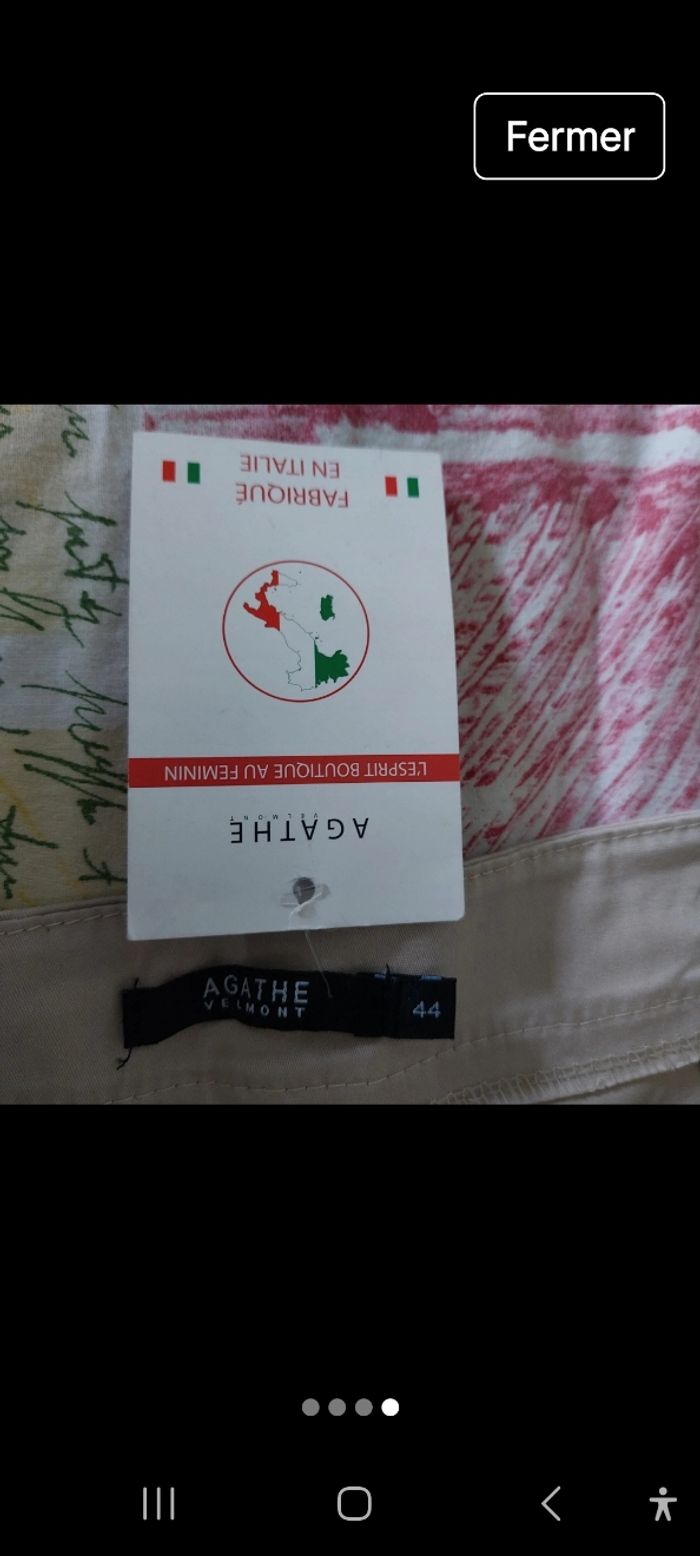 Fermer
FABRIQUÉ
EN ITALIE
L'ESPRIT BOUTIQUE AU FEMININ
AGATHE
VELMONT
AGATHE
VELMONT
44